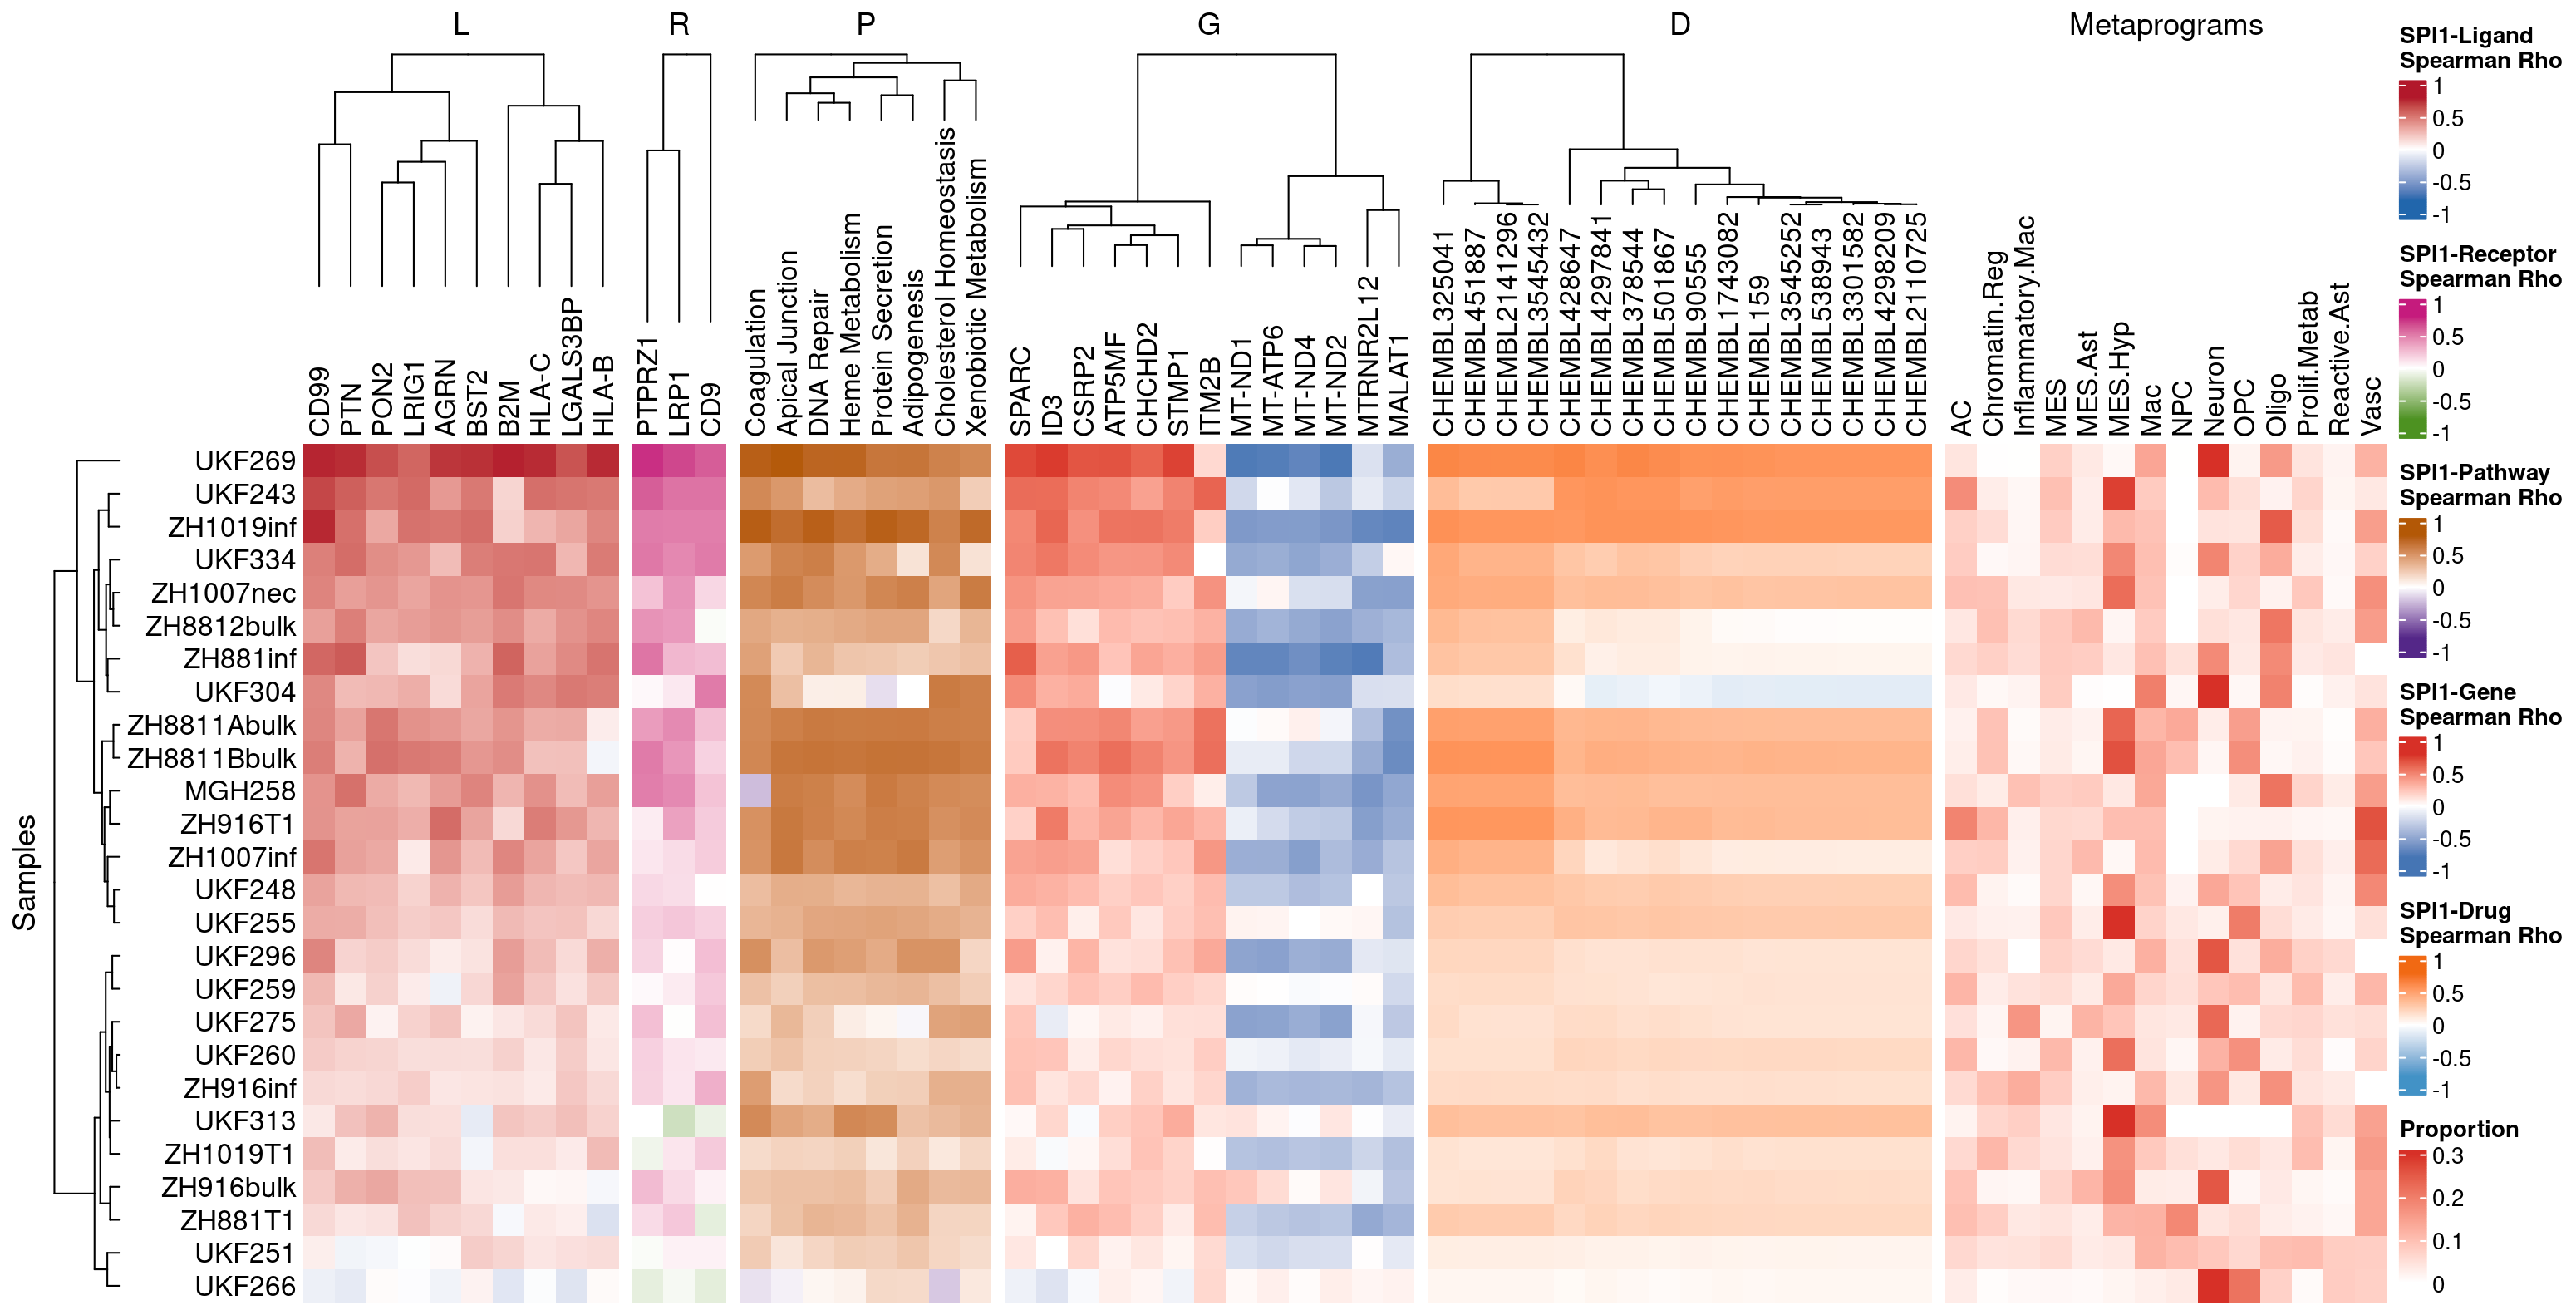 L
R
P
G
D
Metaprograms
CD99
PTN
PON2
LRIG1
AGRN
BST2
B2M
HLA-C
LGALS3BP
HLA-B
PTPRZ1
LRP1
CD9
Coagulation
Apical Junction
DNA Repair
Heme Metabolism
Protein Secretion
Adipogenesis
Cholesterol Homeostasis
Xenobiotic Metabolism
SPARC
ID3
CSRP2
ATP5MF
CHCHD2
STMP1
ITM2B
MT-ND1
MT-ATP6
MT-ND4
MT-ND2
MTRNR2L12
MALAT1
CHEMBL325041
CHEMBL451887
CHEMBL2141296
CHEMBL3545432
CHEMBL428647
CHEMBL4297841
CHEMBL378544
CHEMBL501867
CHEMBL90555
CHEMBL1743082
CHEMBL159
CHEMBL3545252
CHEMBL538943
CHEMBL3301582
CHEMBL4298209
CHEMBL2110725
AC
Chromatin.Reg
Inflammatory.Mac
MES
MES.Ast
MES.Hyp
Mac
NPC
Neuron
OPC
Oligo
Prolif.Metab
Reactive.Ast
Vasc
Samples
UKF269
UKF243
ZH1019inf
UKF334
ZH1007nec
ZH8812bulk
ZH881inf
UKF304
ZH8811Abulk
ZH8811Bbulk
MGH258
ZH916T1
ZH1007inf
UKF248
UKF255
UKF296
UKF259
UKF275
UKF260
ZH916inf
UKF313
ZH1019T1
ZH916bulk
ZH881T1
UKF251
UKF266
SPI1-Ligand
Spearman Rho
1
0.5
0
-0.5
-1
SPI1-Receptor
Spearman Rho
1
0.5
0
-0.5
-1
SPI1-Pathway
Spearman Rho
1
0.5
0
-0.5
-1
SPI1-Gene
Spearman Rho
1
0.5
0
-0.5
-1
SPI1-Drug
Spearman Rho
1
0.5
0
-0.5
-1
Proportion
0.3
0.2
0.1
0